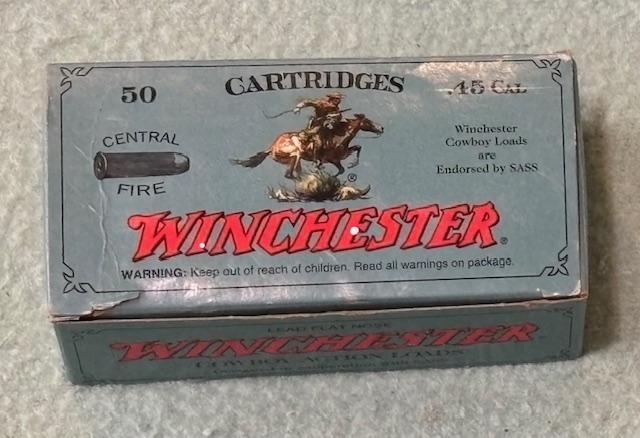 50
CARTRIDGES
.45 CAL
CENTRAL
FIRE
Winchester
Cowboy Loads
are
Endorsed by SASS
®
WINCHESTER®
WARNING: Keep out of reach of children. Read all warnings on package.
LEAD FLAT NOSE
WINCHESTER
COWBOY ACTION LOADS